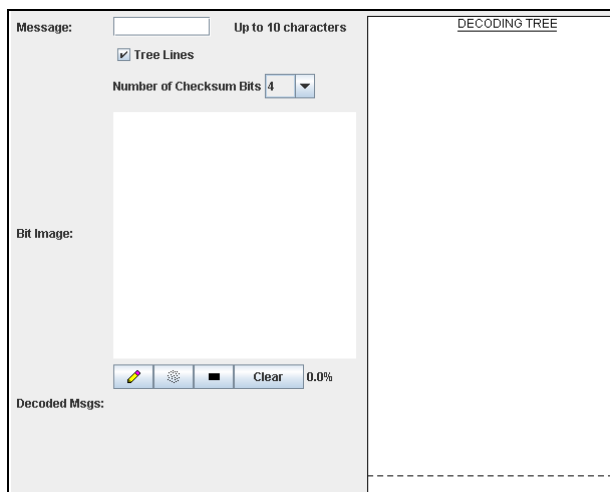 Message: Up to 10 characters
Tree Lines
Number of Checksum Bits 4
Bit Image:
Clear 0.0%
Decoded Msgs:
DECODING TREE